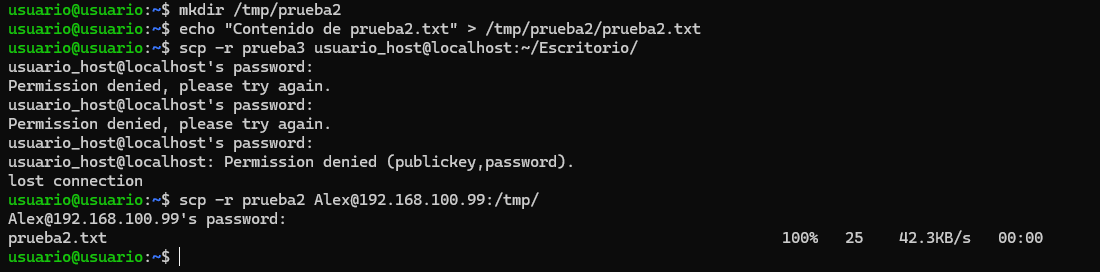 usuario@usuario:~$ mkdir /tmp/prueba2
usuario@usuario:~$ echo "Contenido de prueba2.txt" > /tmp/prueba2/prueba2.txt
usuario@usuario:~$ scp -r prueba3 usuario_host@localhost:~/Escritorio/
usuario_host@localhost's password:
Permission denied, please try again.
usuario_host@localhost's password:
Permission denied, please try again.
usuario_host@localhost's password:
usuario_host@localhost: Permission denied (publickey,password).
lost connection
usuario@usuario:~$ scp -r prueba2 Alex@192.168.100.99:/tmp/
Alex@192.168.100.99's password:
prueba2.txt 100% 25 42.3KB/s 00:00
usuario@usuario:~$